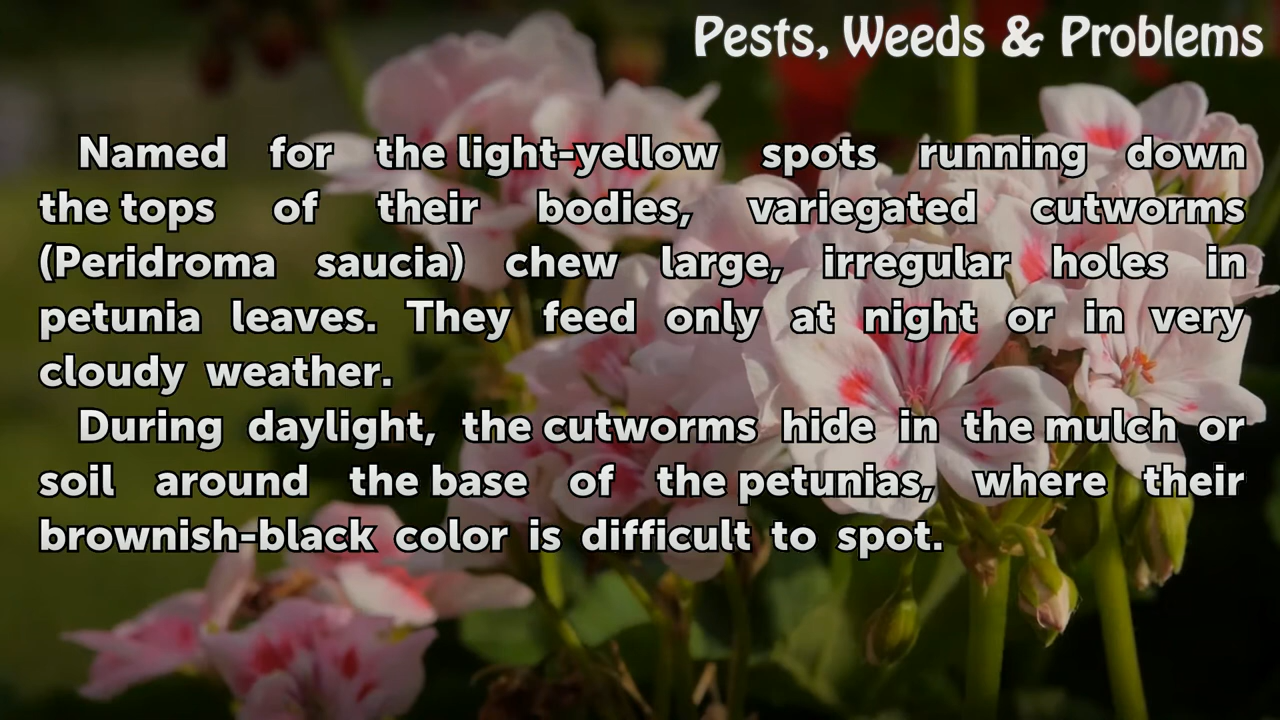 Pests, Weeds & Problems
Named for the light-yellow spots running down
the tops of their bodies, variegated cutworms
(Peridroma saucia) chew large, irregular holes in
petunia leaves. They feed only at night or in very
cloudy weather.
During daylight, the cutworms hide in the mulch or
soil around the base of the petunias, where their
brownish-black color is difficult to spot.